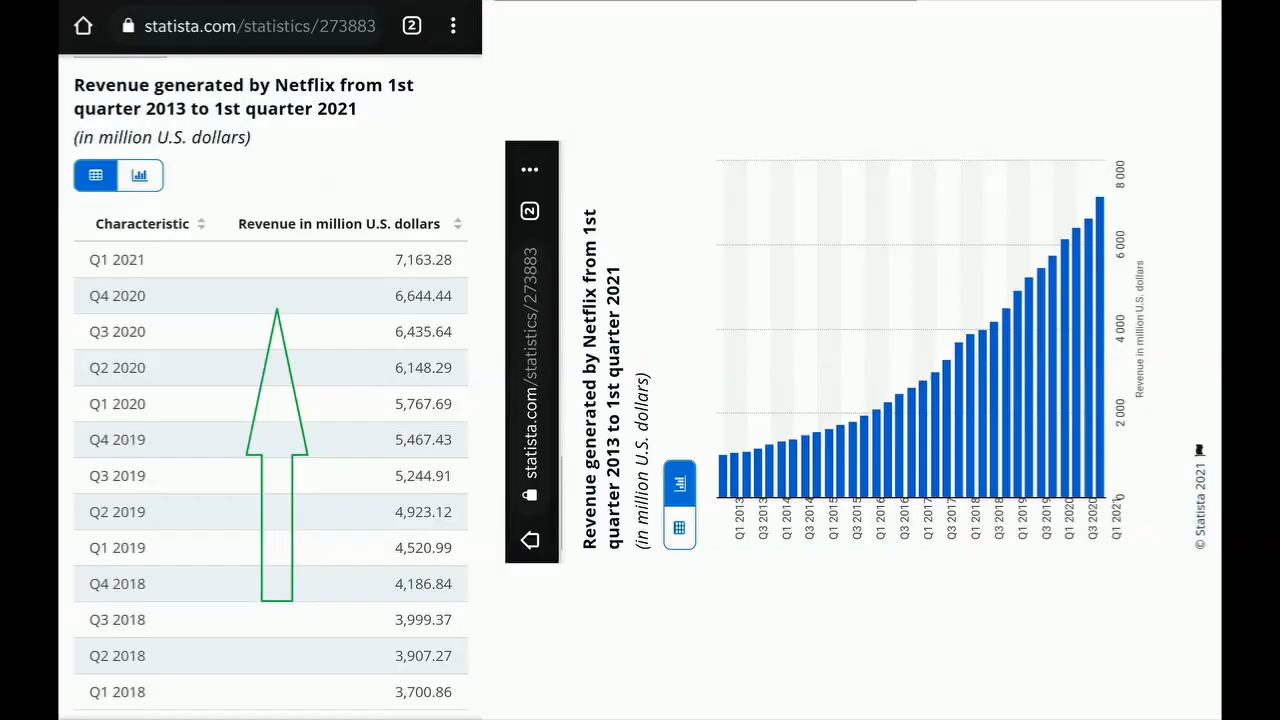 statista.com/statistics/273883
2
Revenue generated by Netflix from 1st
quarter 2013 to 1st quarter 2021
(in million U.S. dollars)
Characteristic Revenue in million U.S. dollars
Q1 2021 7,163.28
Q4 2020 6,644.44
Q3 2020 6,435.64
Q2 2020 6,148.29
Q1 2020 5,767.69
Q4 2019 5,467.43
Q3 2019 5,244.91
Q2 2019 4,923.12
Q1 2019 4,520.99
Q4 2018 4,186.84
Q3 2018 3,999.37
Q2 2018 3,907.27
Q1 2018 3,700.86
statista.com/statistics/273883
2
Revenue generated by Netflix from 1st
quarter 2013 to 1st quarter 2021
(in million U.S. dollars)
8 000
6 000
4 000
2 000
0
Revenue in million U.S. dollars
Q1 2013
Q3 2013
Q1 2014
Q3 2014
Q1 2015
Q3 2015
Q1 2016
Q3 2016
Q1 2017
Q3 2017
Q1 2018
Q3 2018
Q1 2019
Q3 2019
Q1 2020
Q3 2020
Q1 2021
© Statista 2021